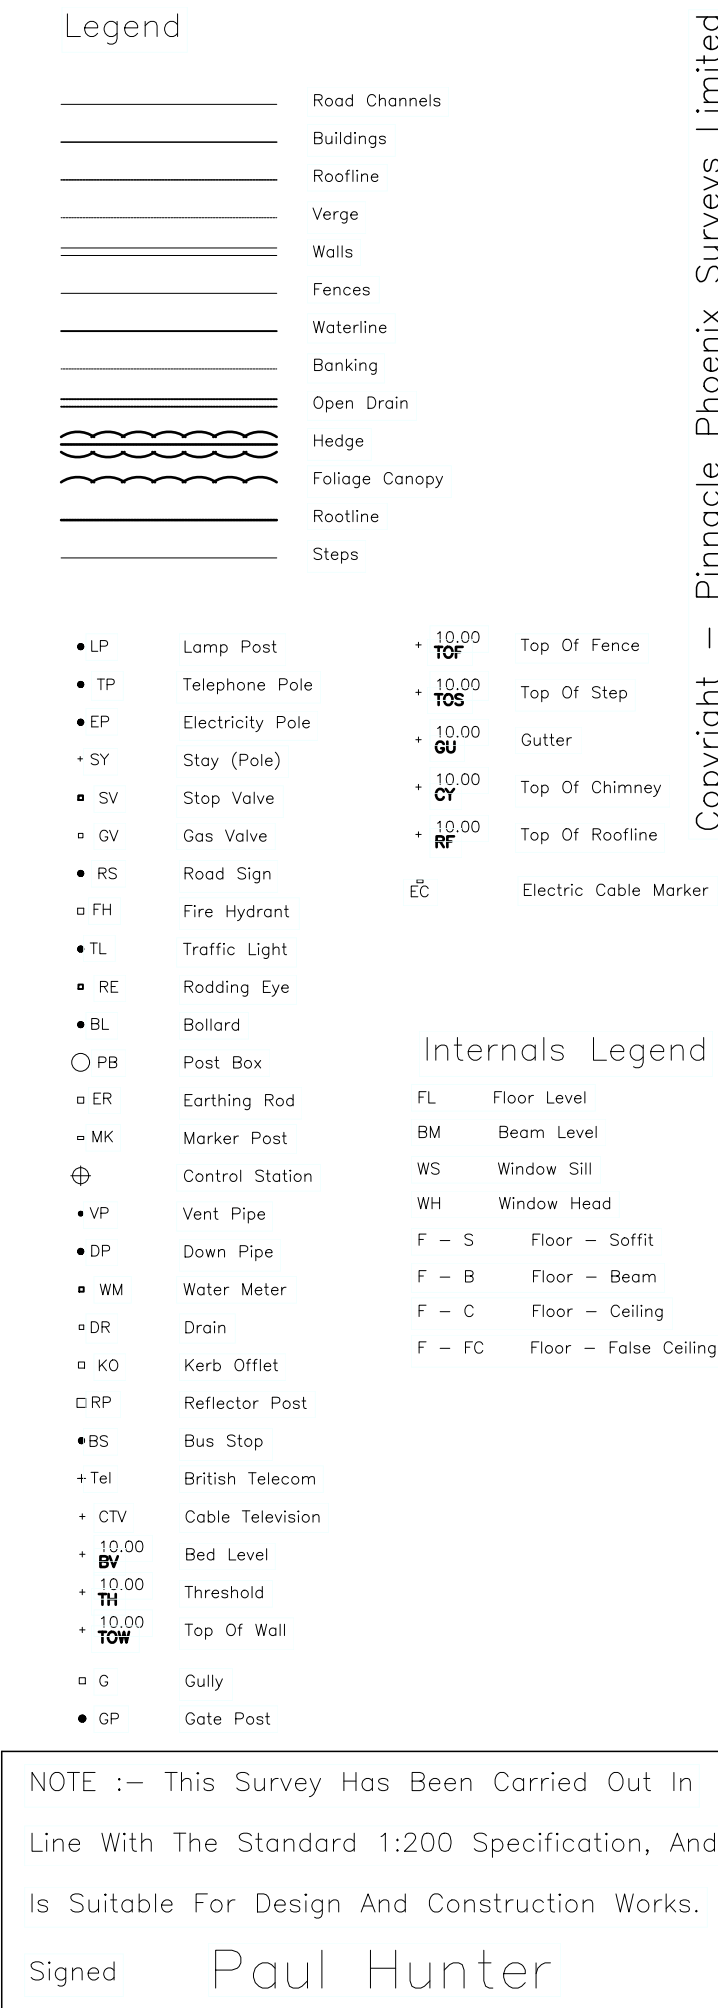 Legend
Road Channels
Buildings
Roofline
Verge
Walls
Fences
Waterline
Banking
Open Drain
Hedge
Foliage Canopy
Rootline
Steps
LP Lamp Post
TP Telephone Pole
EP Electricity Pole
SY Stay (Pole)
SV Stop Valve
GV Gas Valve
RS Road Sign
FH Fire Hydrant
TL Traffic Light
RE Rodding Eye
BL Bollard
PB Post Box
ER Earthing Rod
MK Marker Post
Control Station
VP Vent Pipe
DP Down Pipe
WM Water Meter
DR Drain
KO Kerb Offlet
RP Reflector Post
BS Bus Stop
Tel British Telecom
CTV Cable Television
10.00
BV Bed Level
10.00
TH Threshold
10.00
TOW Top Of Wall
G Gully
GP Gate Post
10.00
TOF Top Of Fence
10.00
TOS Top Of Step
10.00
GU Gutter
10.00
CY Top Of Chimney
10.00
RF Top Of Roofline
EC Electric Cable Marker
Internals Legend
FL Floor Level
BM Beam Level
WS Window Sill
WH Window Head
F - S Floor - Soffit
F - B Floor - Beam
F - C Floor - Ceiling
F - FC Floor - False Ceiling
Copyright - Pinnacle Phoenix Surveys Limited
NOTE :- This Survey Has Been Carried Out In
Line With The Standard 1:200 Specification, And
Is Suitable For Design And Construction Works.
Signed Paul Hunter